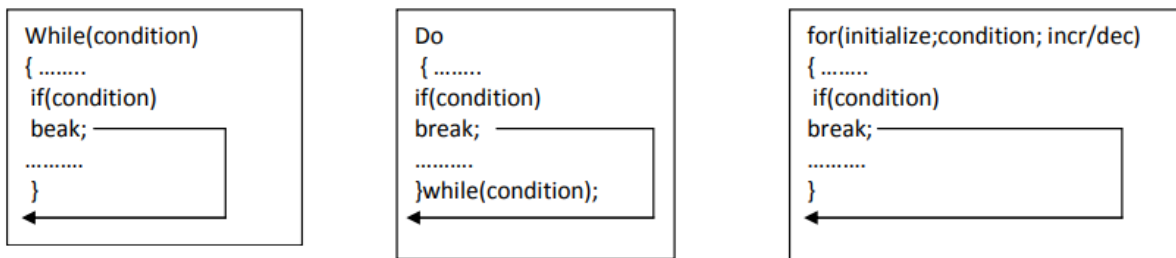 While(condition)
{ ........
if(condition)
beak;
..........
}
Do
{ ........
if(condition)
break;
..........
}while(condition);
for(initialize;condition; incr/dec)
{ ........
if(condition)
break;
..........
}